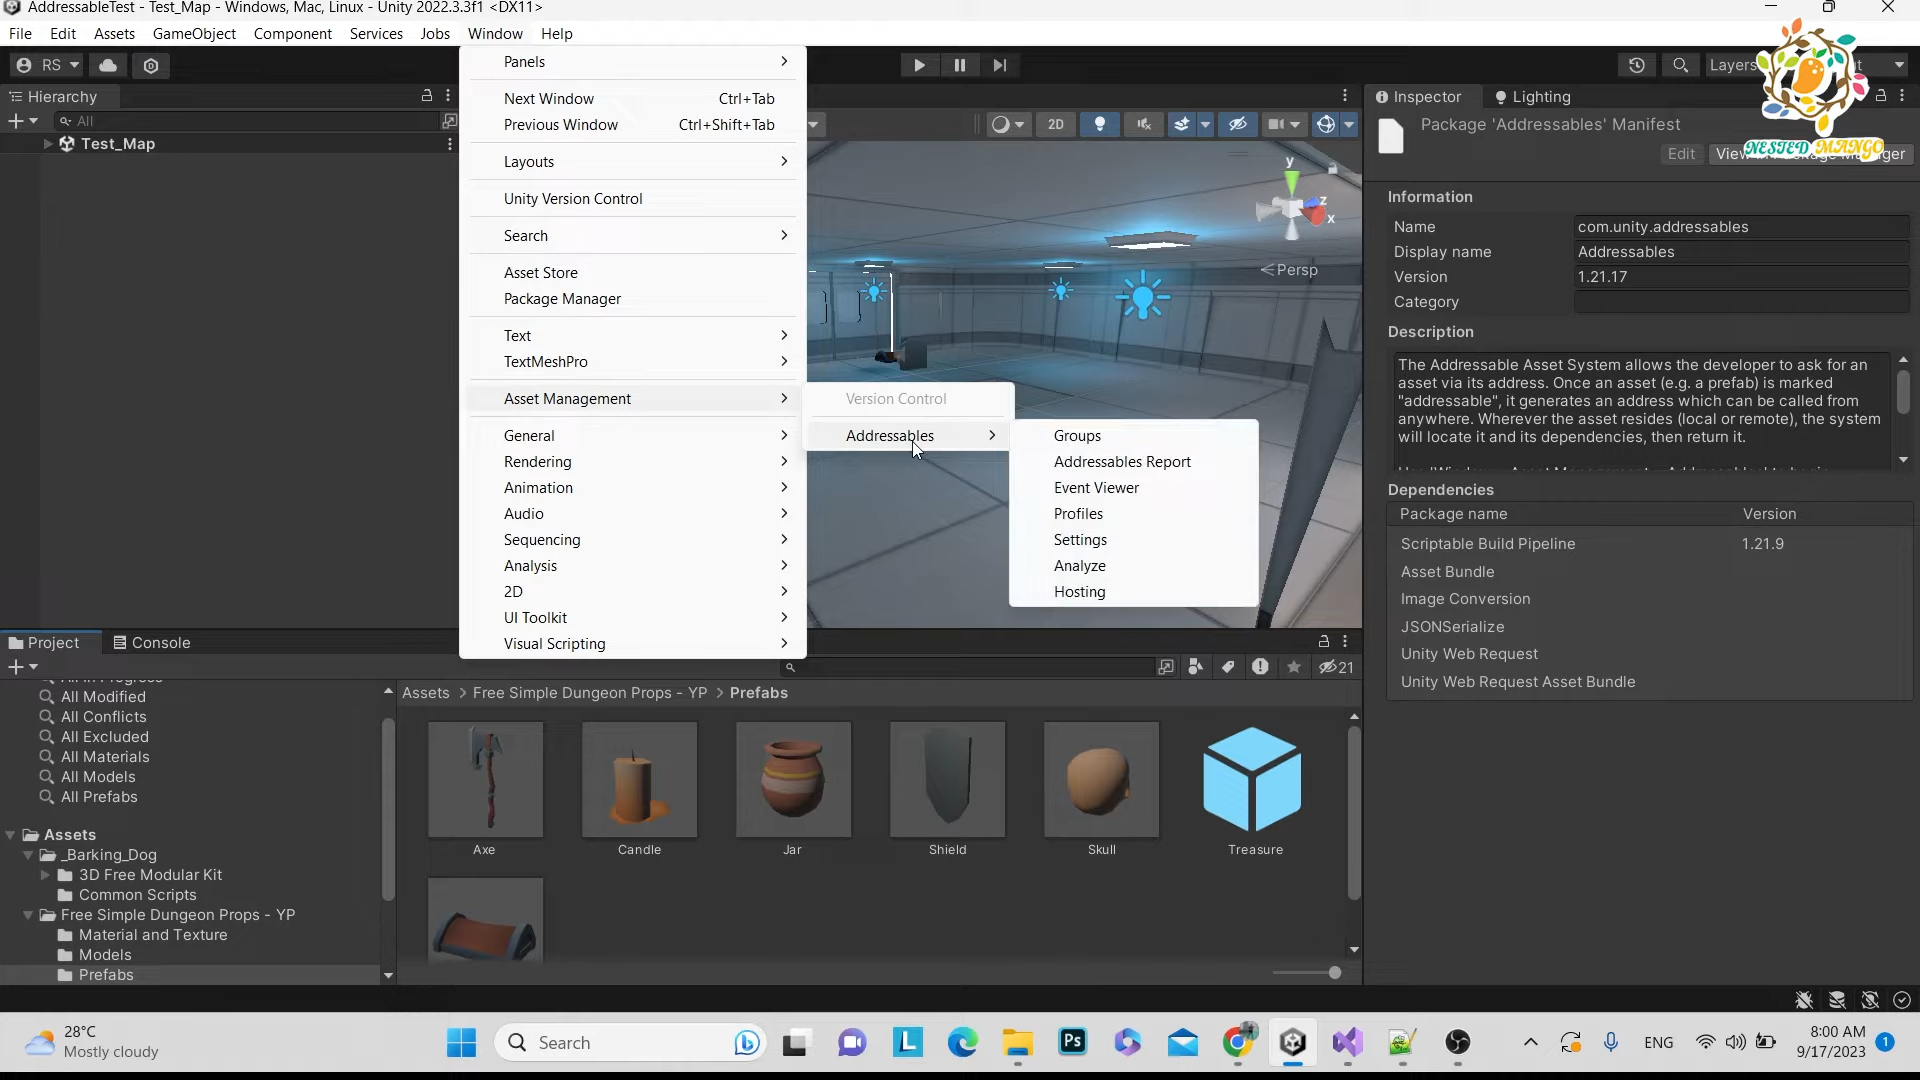 AddressableTest - Test_Map - Windows, Mac, Linux - Unity 2022.3.3f1 <DX11>
File Edit Assets GameObject Component Services Jobs Window Help
RS
Layers
Hierarchy
All
Test_Map
Panels
Next Window Ctrl+Tab
Previous Window Ctrl+Shift+Tab
Layouts
Unity Version Control
Search
Asset Store
Package Manager
Text
TextMeshPro
Asset Management
General
Rendering
Animation
Audio
Sequencing
Analysis
2D
UI Toolkit
Visual Scripting
Version Control
Addressables
Groups
Addressables Report
Event Viewer
Profiles
Settings
Analyze
Hosting
2D
y
z
x
Persp
Inspector Lighting
Package 'Addressables' Manifest
NESTED MANGO
Edit
Information
Name com.unity.addressables
Display name Addressables
Version 1.21.17
Category
Description
The Addressable Asset System allows the developer to ask for an
asset via its address. Once an asset (e.g. a prefab) is marked
"addressable", it generates an address which can be called from
anywhere. Wherever the asset resides (local or remote), the system
will locate it and its dependencies, then return it.
Dependencies
Package name Version
Scriptable Build Pipeline 1.21.9
Asset Bundle
Image Conversion
JSONSerialize
Unity Web Request
Unity Web Request Asset Bundle
Project Console
21
All Modified
All Conflicts
All Excluded
All Materials
All Models
All Prefabs
Assets
_Barking_Dog
3D Free Modular Kit
Common Scripts
Free Simple Dungeon Props - YP
Material and Texture
Models
Prefabs
Assets > Free Simple Dungeon Props - YP > Prefabs
Axe Candle Jar Shield Skull Treasure
28°C
Mostly cloudy
Search
L
Ps
ENG
8:00 AM
9/17/2023
1